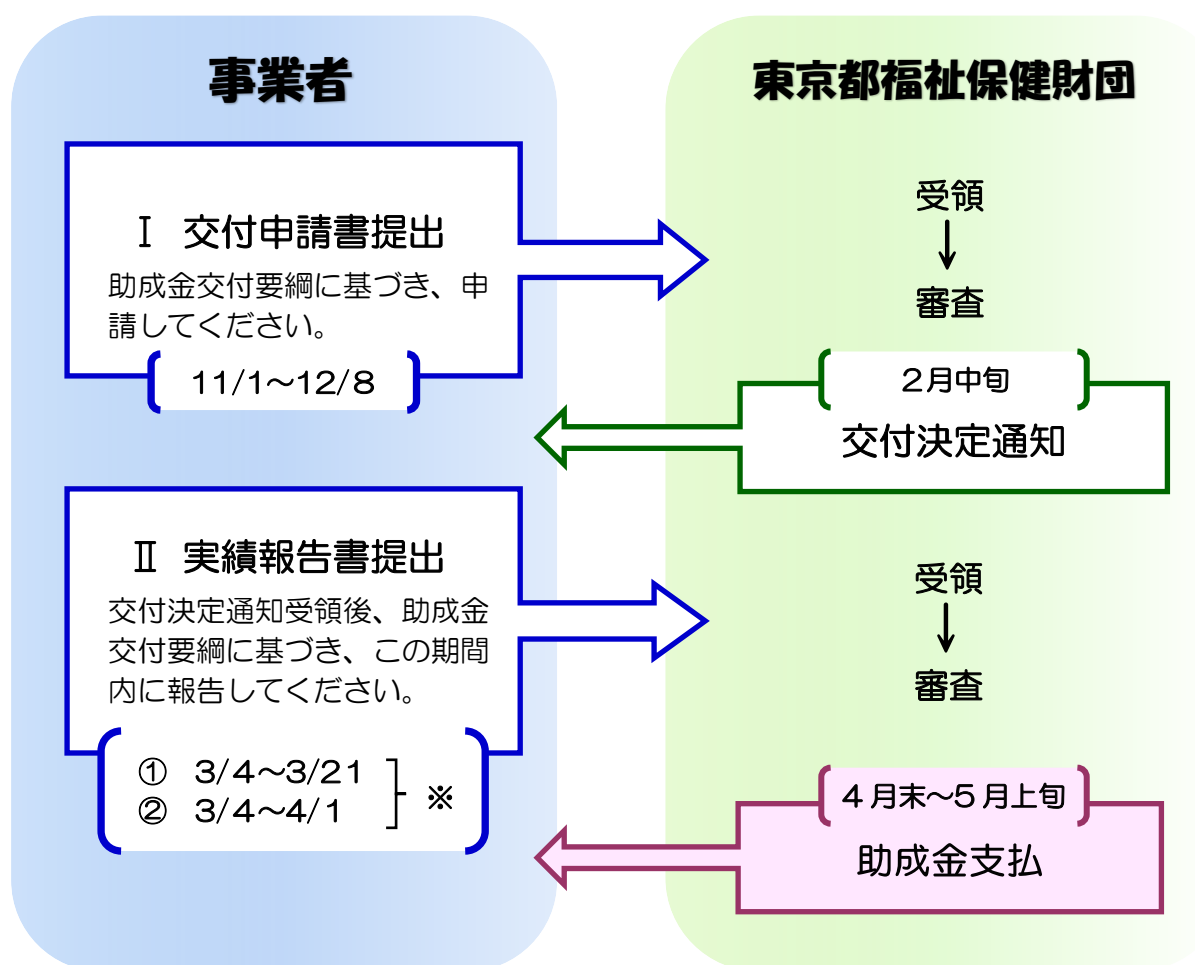 事業者
Ⅰ 交付申請書提出
助成金交付要綱に基づき、申
請してください。
11/1～12/8
東京都福祉保健財団
受領
審査
2月中旬
交付決定通知
Ⅱ 実績報告書提出
交付決定通知受領後、助成金
交付要綱に基づき、この期間
内に報告してください。
① 3/4～3/21
② 3/4～4/1
※
受領
審査
4月末～5月上旬
助成金支払